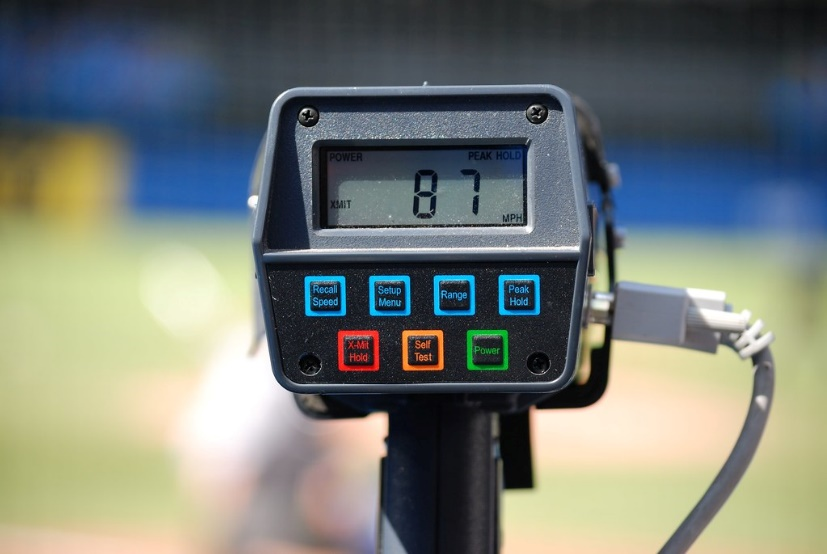 POWER PEAK HOLD
87
XMIT
MPH
Recall Speed
Setup Menu
Range
Peak Hold
X-Mit Hold
Self Test
Power